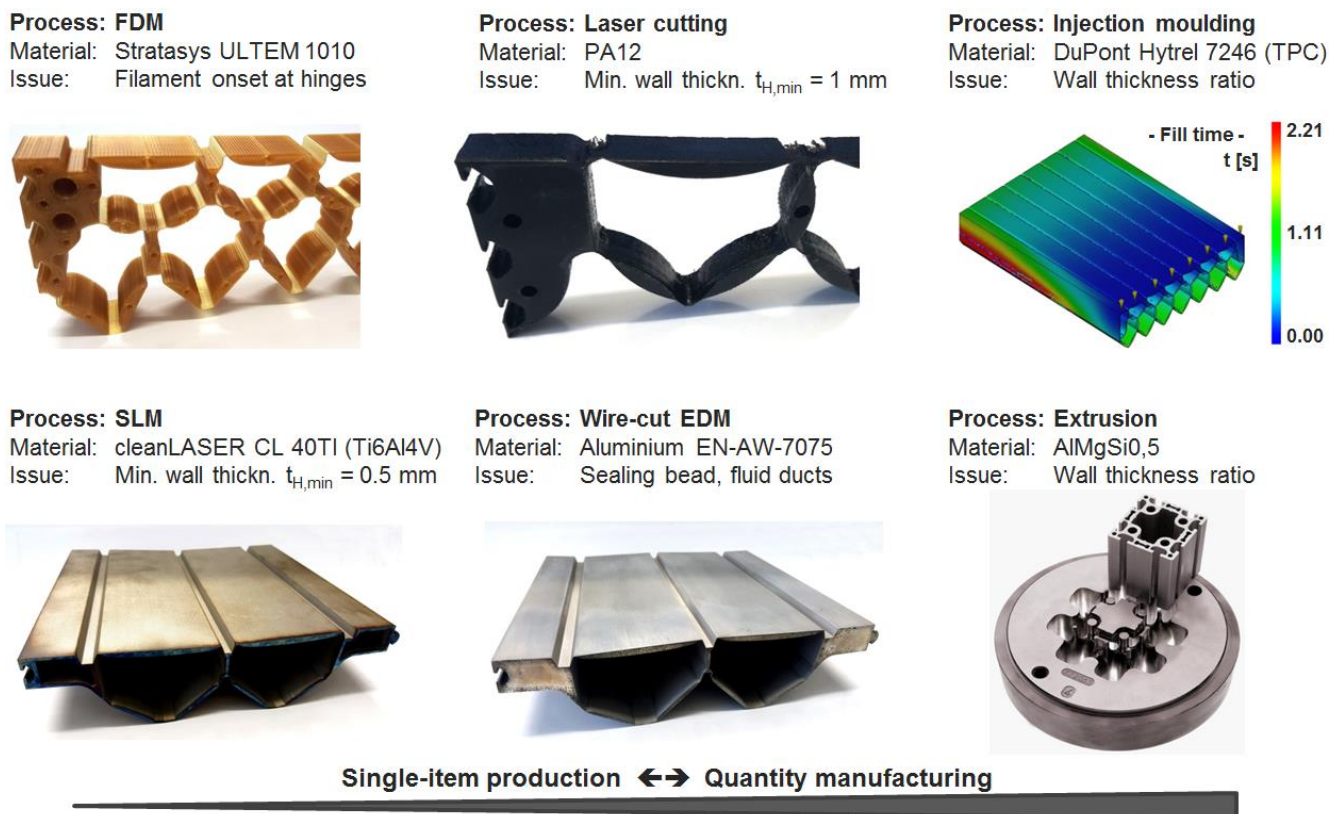 Process: FDM
Material: Stratasys ULTEM 1010
Issue: Filament onset at hinges
Process: Laser cutting
Material: PA12
Issue: Min. wall thickn. tH,min = 1 mm
Process: Injection moulding
Material: DuPont Hytrel 7246 (TPC)
Issue: Wall thickness ratio
- Fill time -
t [s]
2.21
1.11
0.00
Process: SLM
Material: cleanLASER CL 40TI (Ti6Al4V)
Issue: Min. wall thickn. tH,min = 0.5 mm
Process: Wire-cut EDM
Material: Aluminium EN-AW-7075
Issue: Sealing bead, fluid ducts
Process: Extrusion
Material: AlMgSi0,5
Issue: Wall thickness ratio
Single-item production ←→ Quantity manufacturing